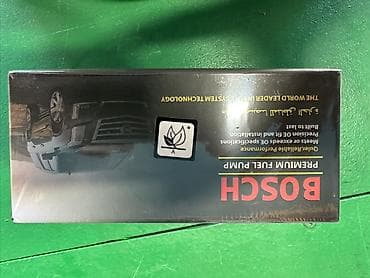 BOSCH
PREMIUM FUEL PUMP
Quiet, Reliable Performance
Meets or exceeds OE specifications
Precision OE fit and installation
Built to last
THE WORLD LEADER IN
SYSTEM TECHNOLOGY